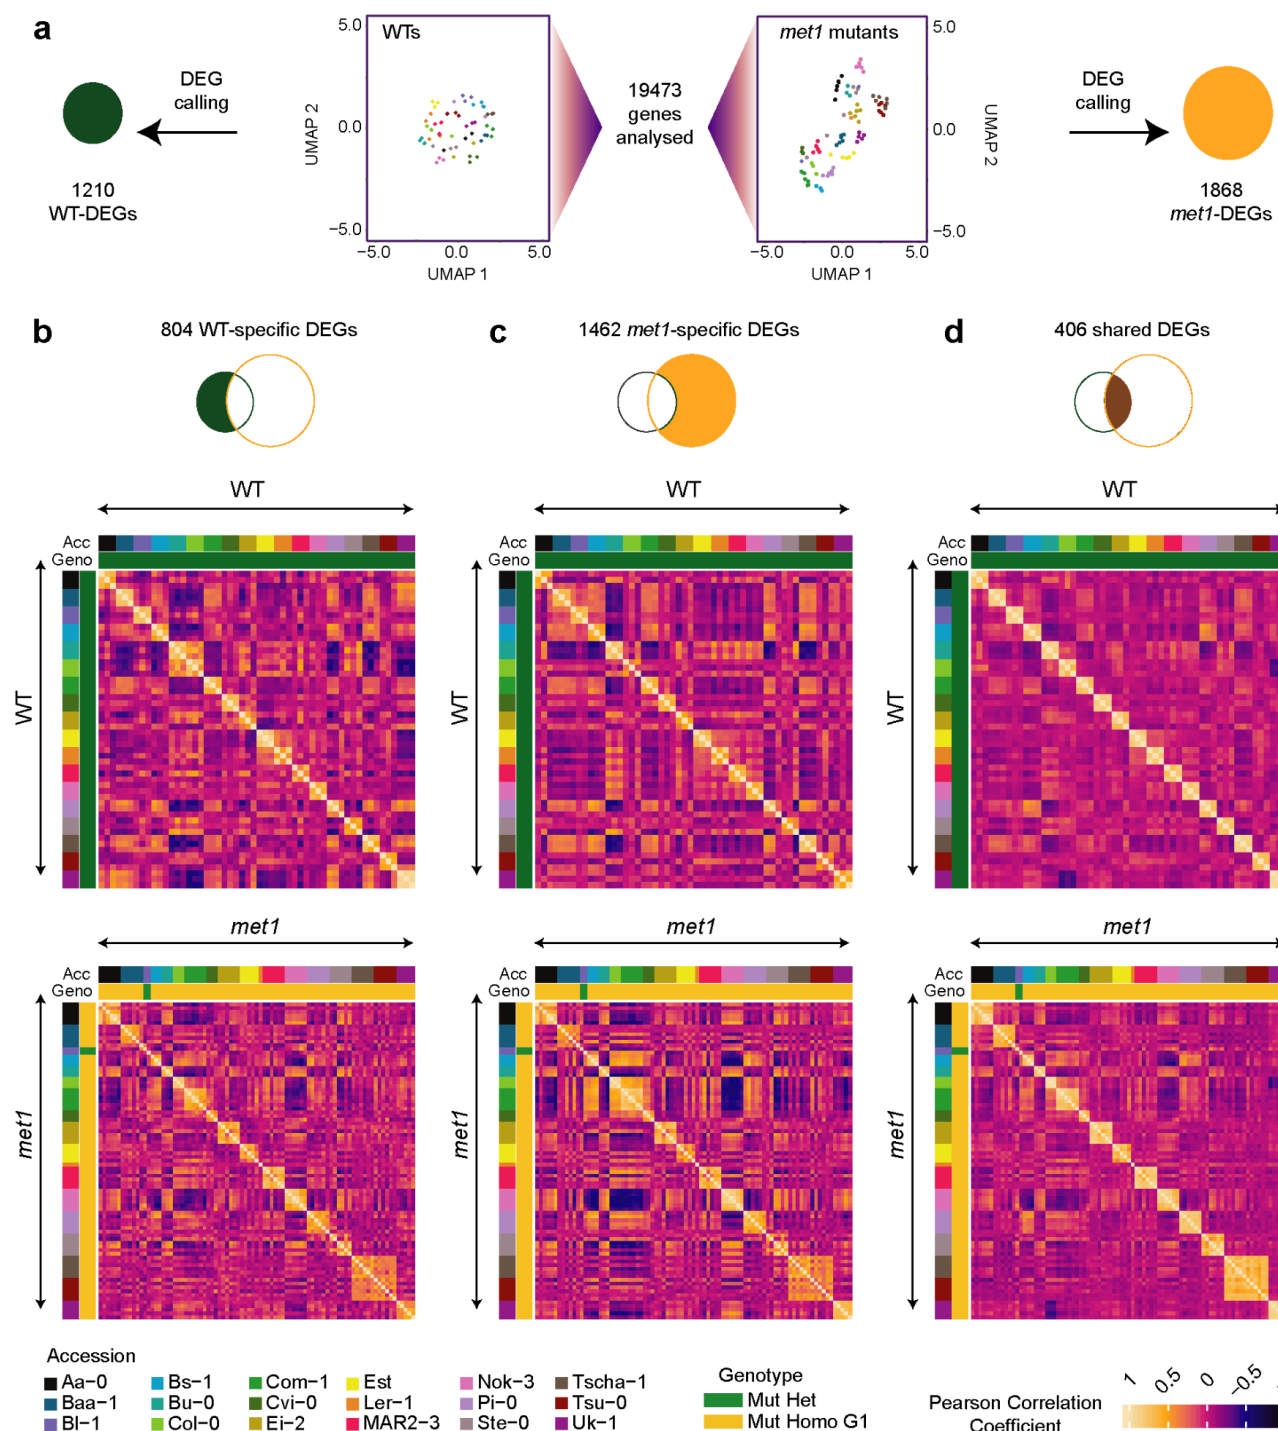 a
WTs
met1 mutants
5.0
0.0
−5.0
−5.0
0.0
5.0
UMAP 1
UMAP 2
DEG
calling
1210
WT-DEGs
19473
genes
analysed
5.0
0.0
−5.0
−5.0
0.0
5.0
UMAP 1
UMAP 2
DEG
calling
1868
met1-DEGs
b
804 WT-specific DEGs
c
1462 met1-specific DEGs
d
406 shared DEGs
WT
WT
WT
Acc
Geno
WT
Acc
Geno
WT
Acc
Geno
WT
met1
met1
met1
Acc
Geno
met1
Acc
Geno
met1
Acc
Geno
met1
Accession
Aa−0
Baa−1
Bl−1
Bs−1
Bu−0
Col−0
Com−1
Cvi−0
Ei−2
Est
Ler−1
MAR2−3
Nok−3
Pi−0
Ste−0
Tscha−1
Tsu−0
Uk−1
Genotype
Mut Het
Mut Homo G1
Pearson Correlation
Coefficient
1
0.5
0
−0.5